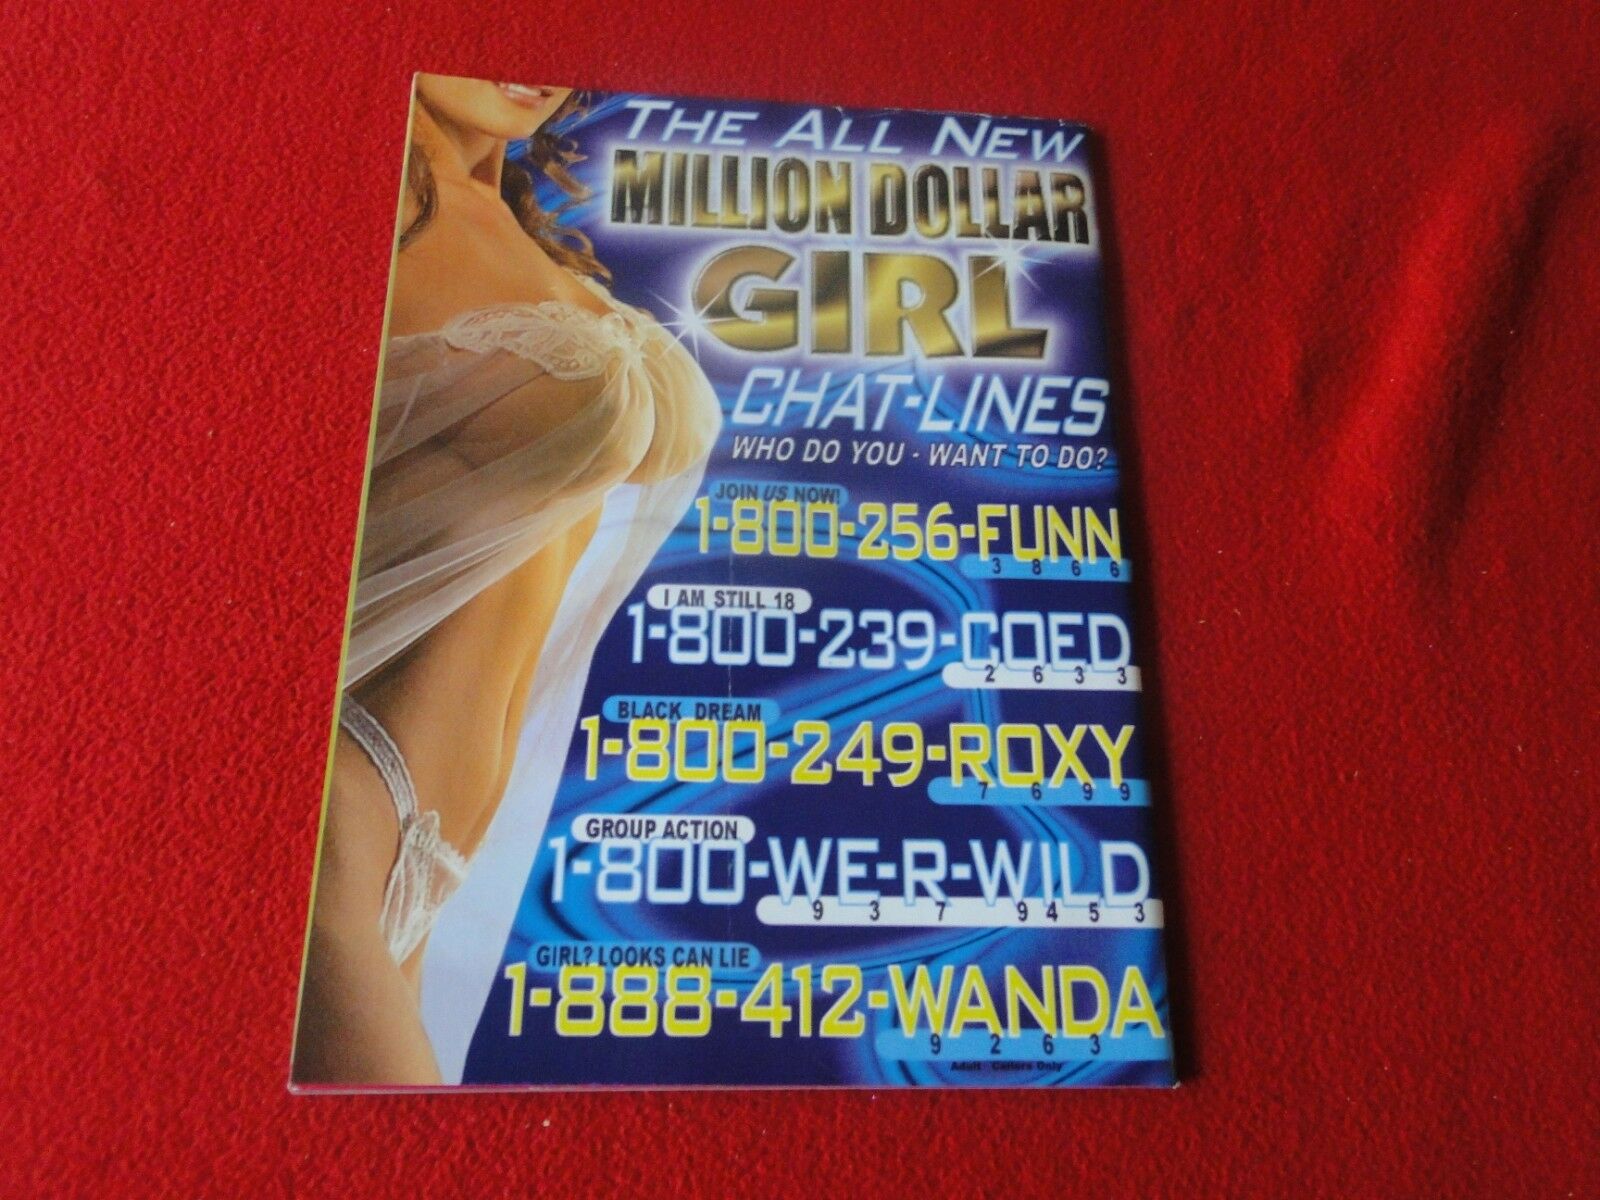 THE ALL NEW
MILLION DOLLAR
GIRL
CHAT-LINES
WHO DO YOU - WANT TO DO?
JOIN US NOW!
1-800-256-FUNN
3 8 6 6
I AM STILL 18
1-800-239-COED
2 6 3 3
BLACK DREAM
1-800-249-ROXY
7 6 9 9
GROUP ACTION
1-800-WE-R-WILD
9 3 7 9 4 5 3
GIRL? LOOKS CAN LIE
1-888-412-WANDA
9 2 6 3
Adult Callers Only